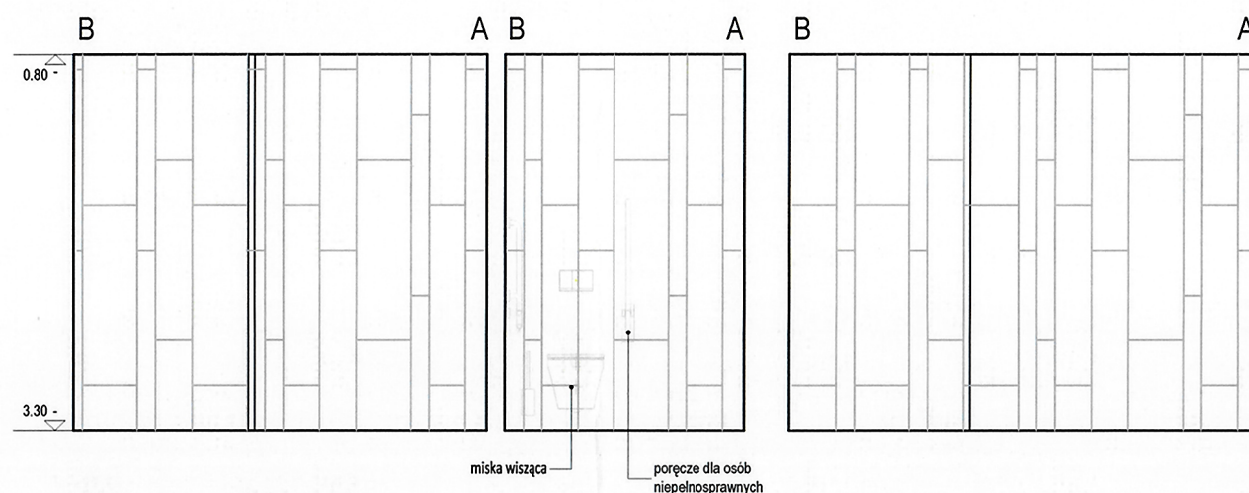 B A B A B A
0.80 -
3.30 -
miska wisząca
poręcze dla osób
niepełnosprawnych